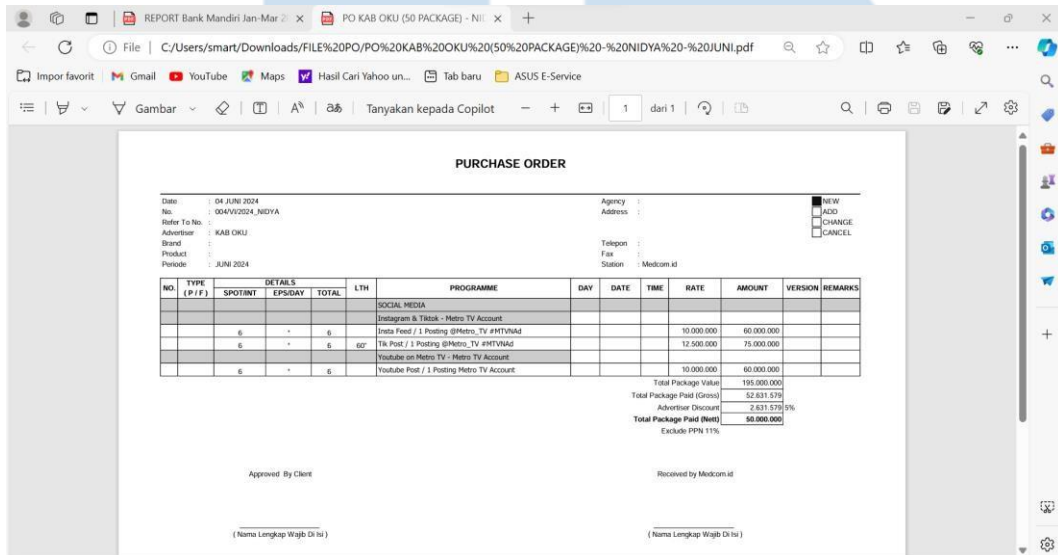 REPORT Bank Mandiri Jan-Mar 2
PO KAB OKU (50 PACKAGE) - NI
File C:/Users/smart/Downloads/FILE%20PO/PO%20KAB%20OKU%20(50%20PACKAGE)%20-%20NIDYA%20-%20JUNI.pdf
Impor favorit Gmail YouTube Maps Hasil Cari Yahoo un... Tab baru ASUS E-Service
Gambar Tanyakan kepada Copilot 1 dari 1
PURCHASE ORDER
Date : 04 JUNI 2024 Agency : NEW
No. : 004/VI/2024_NIDYA Address : ADD
Refer To No. : CHANGE
Advertiser : KAB OKU CANCEL
Brand : Telepon :
Product : Fax :
Periode : JUNI 2024 Station : Medcom.id
NO. TYPE (P/F) DETAILS LTH PROGRAMME DAY DATE TIME RATE AMOUNT VERSION REMARKS
SPOT/INT EPS/DAY TOTAL
SOCIAL MEDIA
Instagram & Tiktok - Metro TV Account
6 * 6 Insta Feed / 1 Posting @Metro_TV #MTVNAd 10.000.000 60.000.000
6 * 6 60" Tik Post / 1 Posting @Metro_TV #MTVNAd 12.500.000 75.000.000
Youtube on Metro TV - Metro TV Account
6 * 6 Youtube Post / 1 Posting Metro TV Account 10.000.000 60.000.000
Total Package Value 195.000.000
Total Package Paid (Gross) 52.631.579
Advertiser Discount 2.631.579 5%
Total Package Paid (Nett) 50.000.000
Exclude PPN 11%
Approved By Client Received by Medcom.id
( Nama Lengkap Wajib Di Isi ) ( Nama Lengkap Wajib Di Isi )